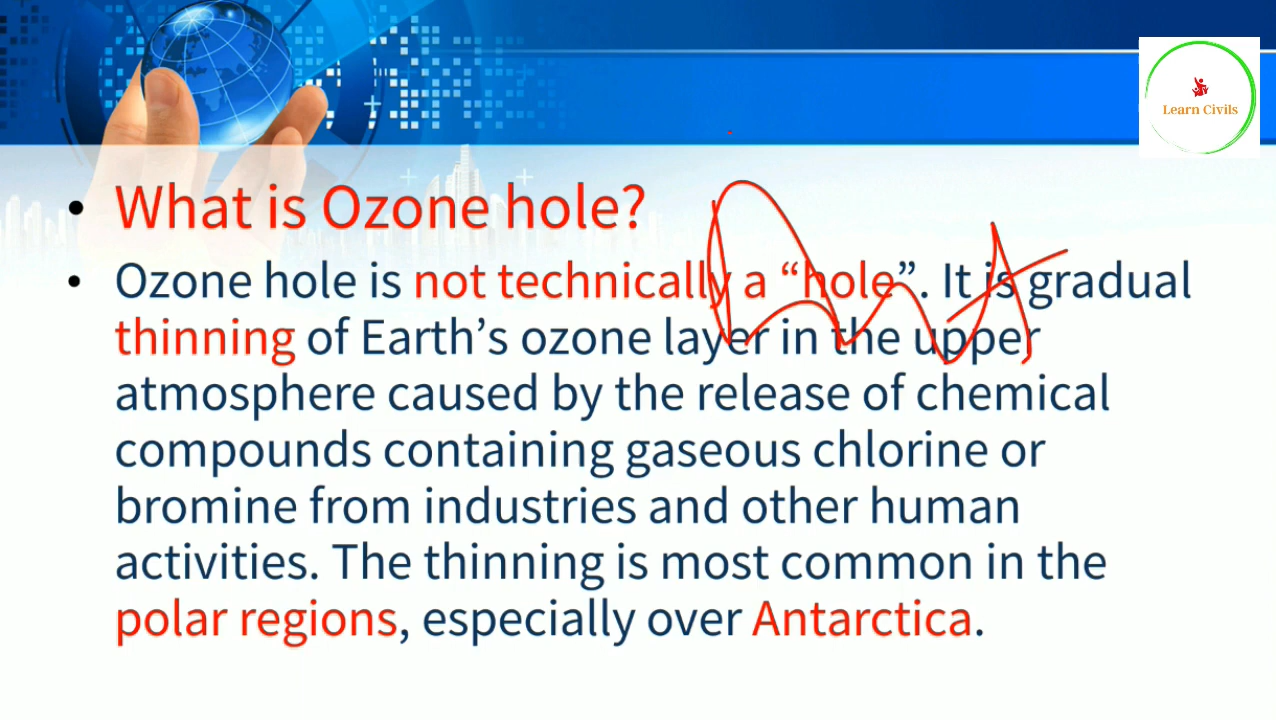 Learn Civils
• What is Ozone hole?
• Ozone hole is not technically a “hole”. It is gradual
thinning of Earth’s ozone layer in the upper
atmosphere caused by the release of chemical
compounds containing gaseous chlorine or
bromine from industries and other human
activities. The thinning is most common in the
polar regions, especially over Antarctica.